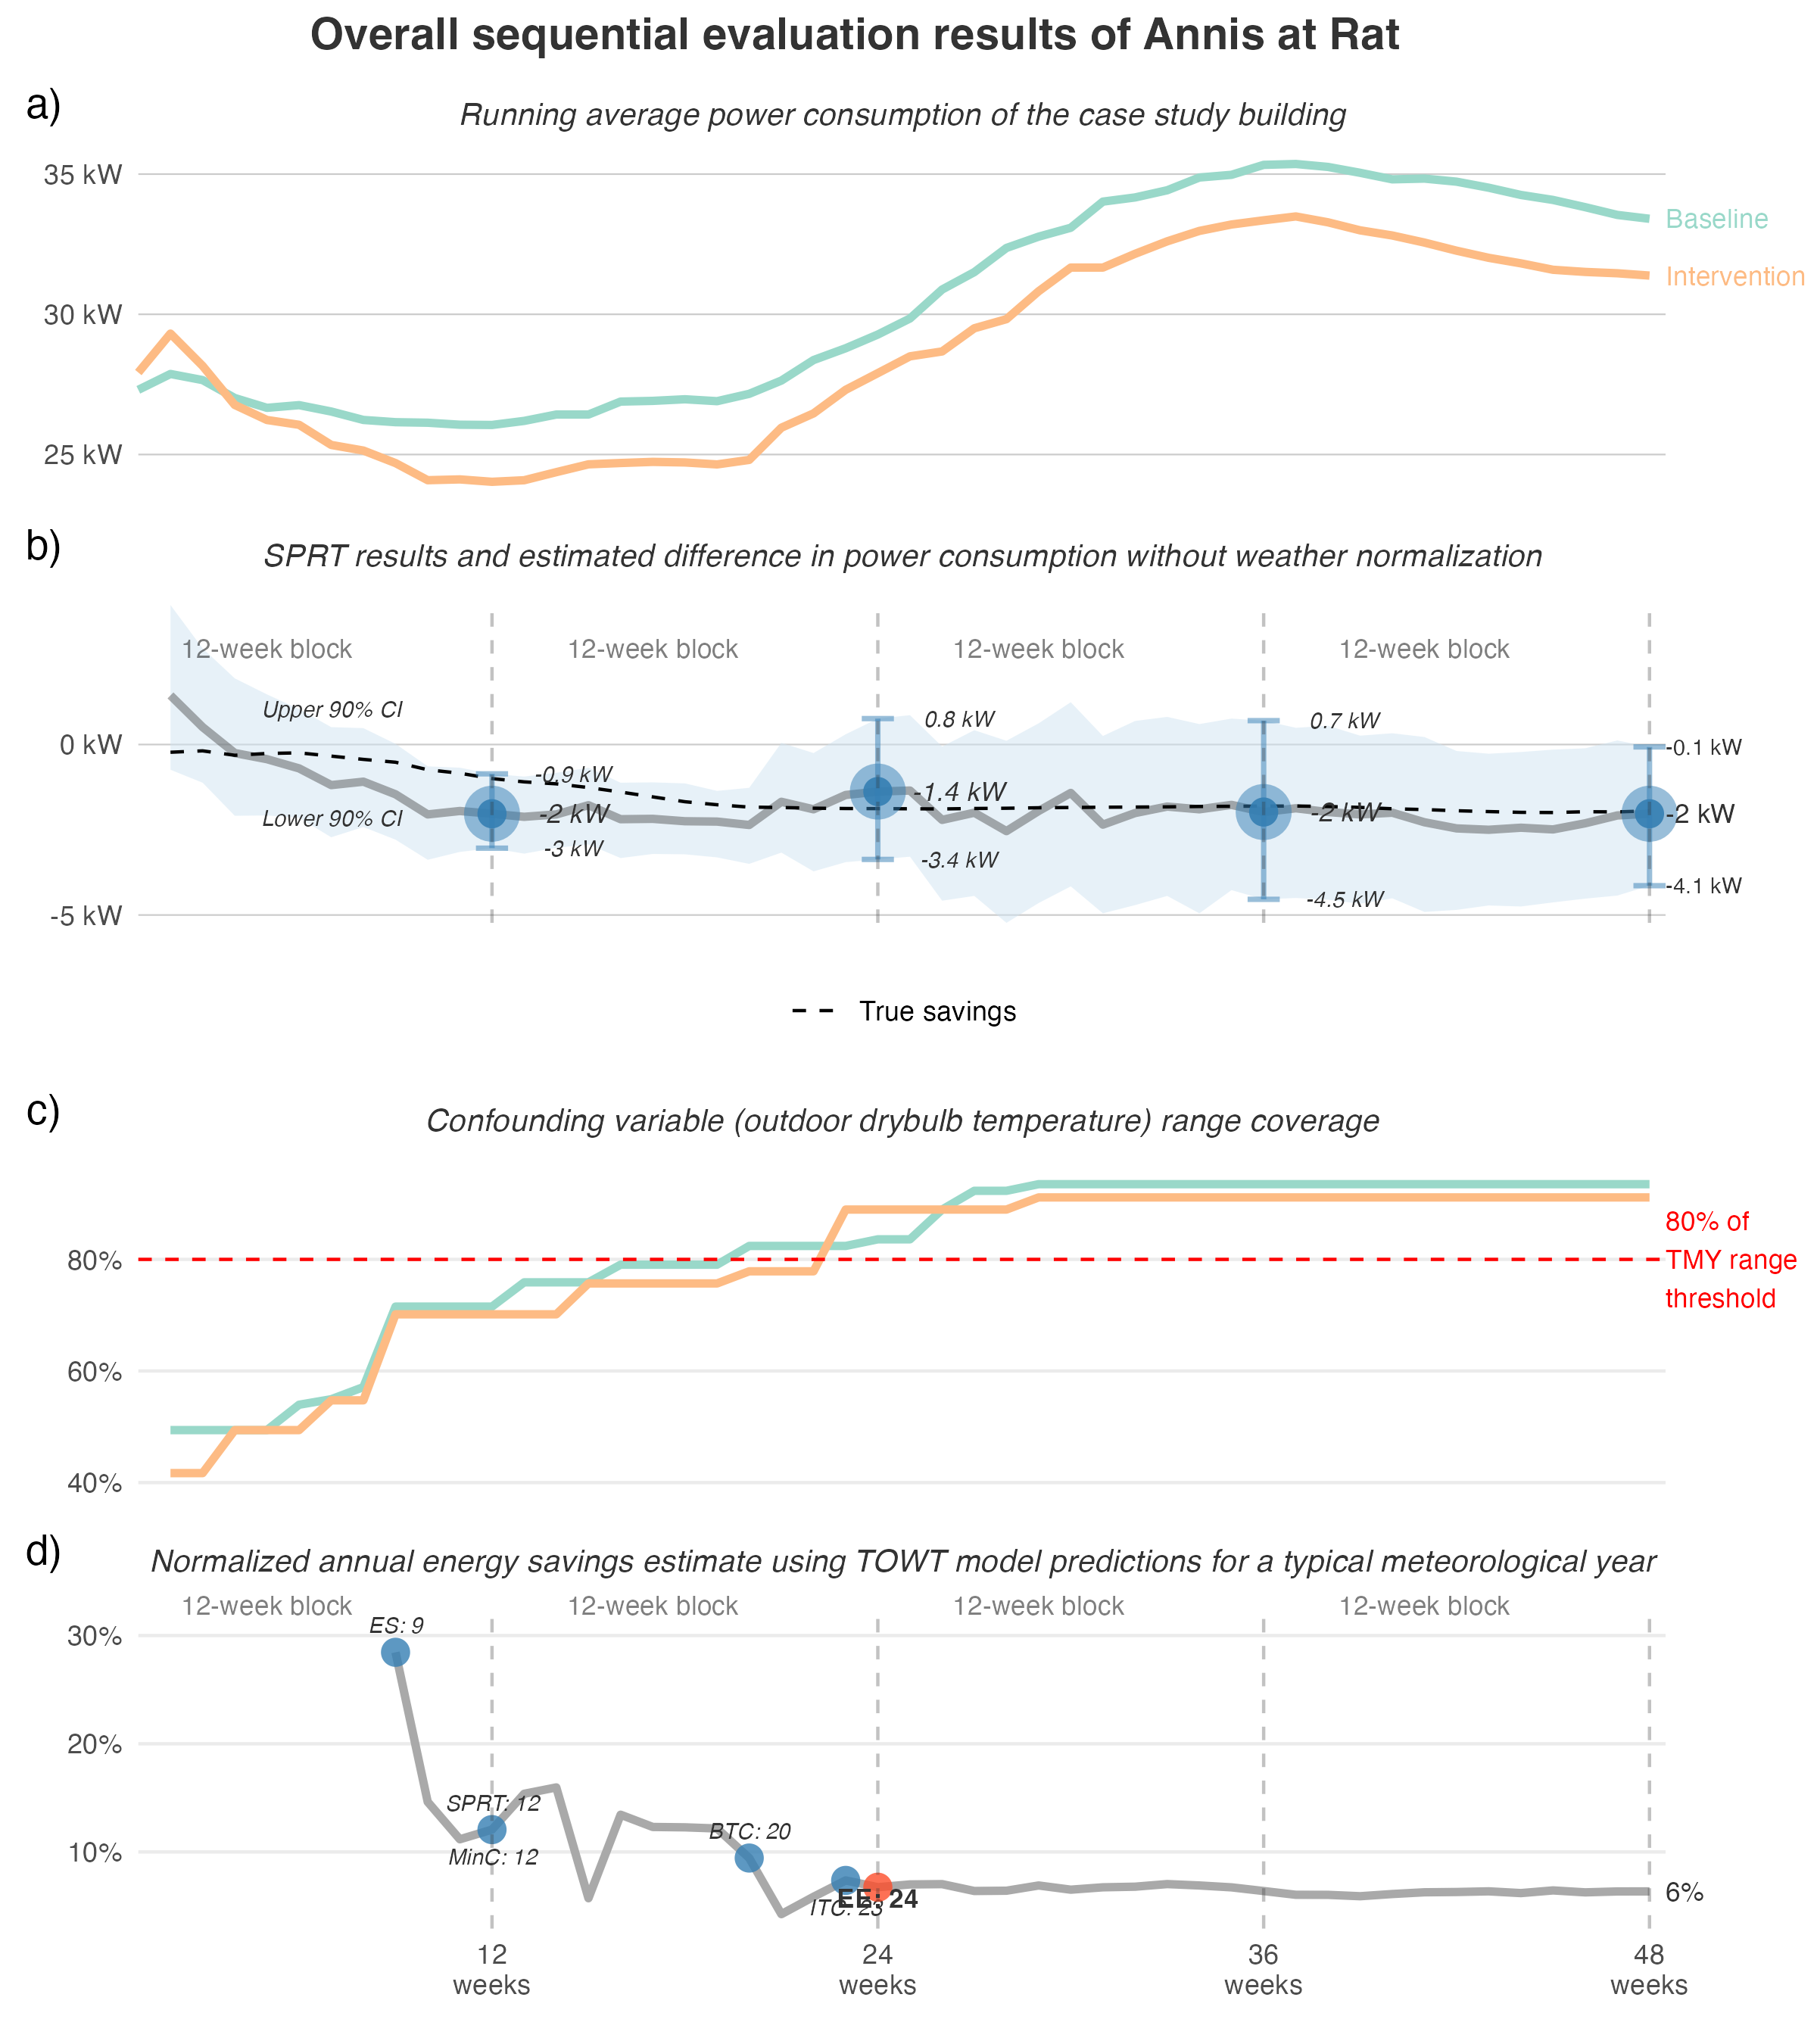 Overall sequential evaluation results of Annis at Rat
a)
Running average power consumption of the case study building
35 kW
30 kW
25 kW
Baseline
Intervention
b)
SPRT results and estimated difference in power consumption without weather normalization
12-week block
12-week block
12-week block
12-week block
Upper 90% CI
Lower 90% CI
0 kW
-5 kW
-0.9 kW
-2 kW
-3 kW
0.8 kW
-1.4 kW
-3.4 kW
0.7 kW
-2 kW
-4.5 kW
-0.1 kW
-2 kW
-4.1 kW
True savings
c)
Confounding variable (outdoor drybulb temperature) range coverage
80%
60%
40%
80% of
TMY range
threshold
d)
Normalized annual energy savings estimate using TOWT model predictions for a typical meteorological year
12-week block
12-week block
12-week block
12-week block
30%
20%
10%
ES: 9
SPRT: 12
MinC: 12
BTC: 20
ITC: 23
EE: 24
6%
12
weeks
24
weeks
36
weeks
48
weeks